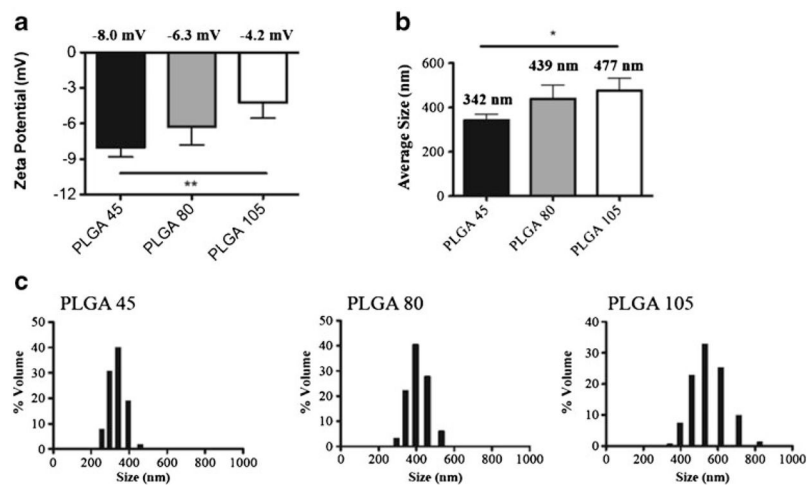 a
-8.0 mV -6.3 mV -4.2 mV
0
-3
-6
-9
-12
Zeta Potential (mV)
**
PLGA 45
PLGA 80
PLGA 105
b
*
600
400
200
0
Average Size (nm)
342 nm
439 nm
477 nm
PLGA 45
PLGA 80
PLGA 105
c
PLGA 45
50
40
30
20
10
0
% Volume
0 200 400 600 800 1000
Size (nm)
PLGA 80
50
40
30
20
10
0
% Volume
0 200 400 600 800 1000
Size (nm)
PLGA 105
40
30
20
10
0
% Volume
0 200 400 600 800 1000
Size (nm)